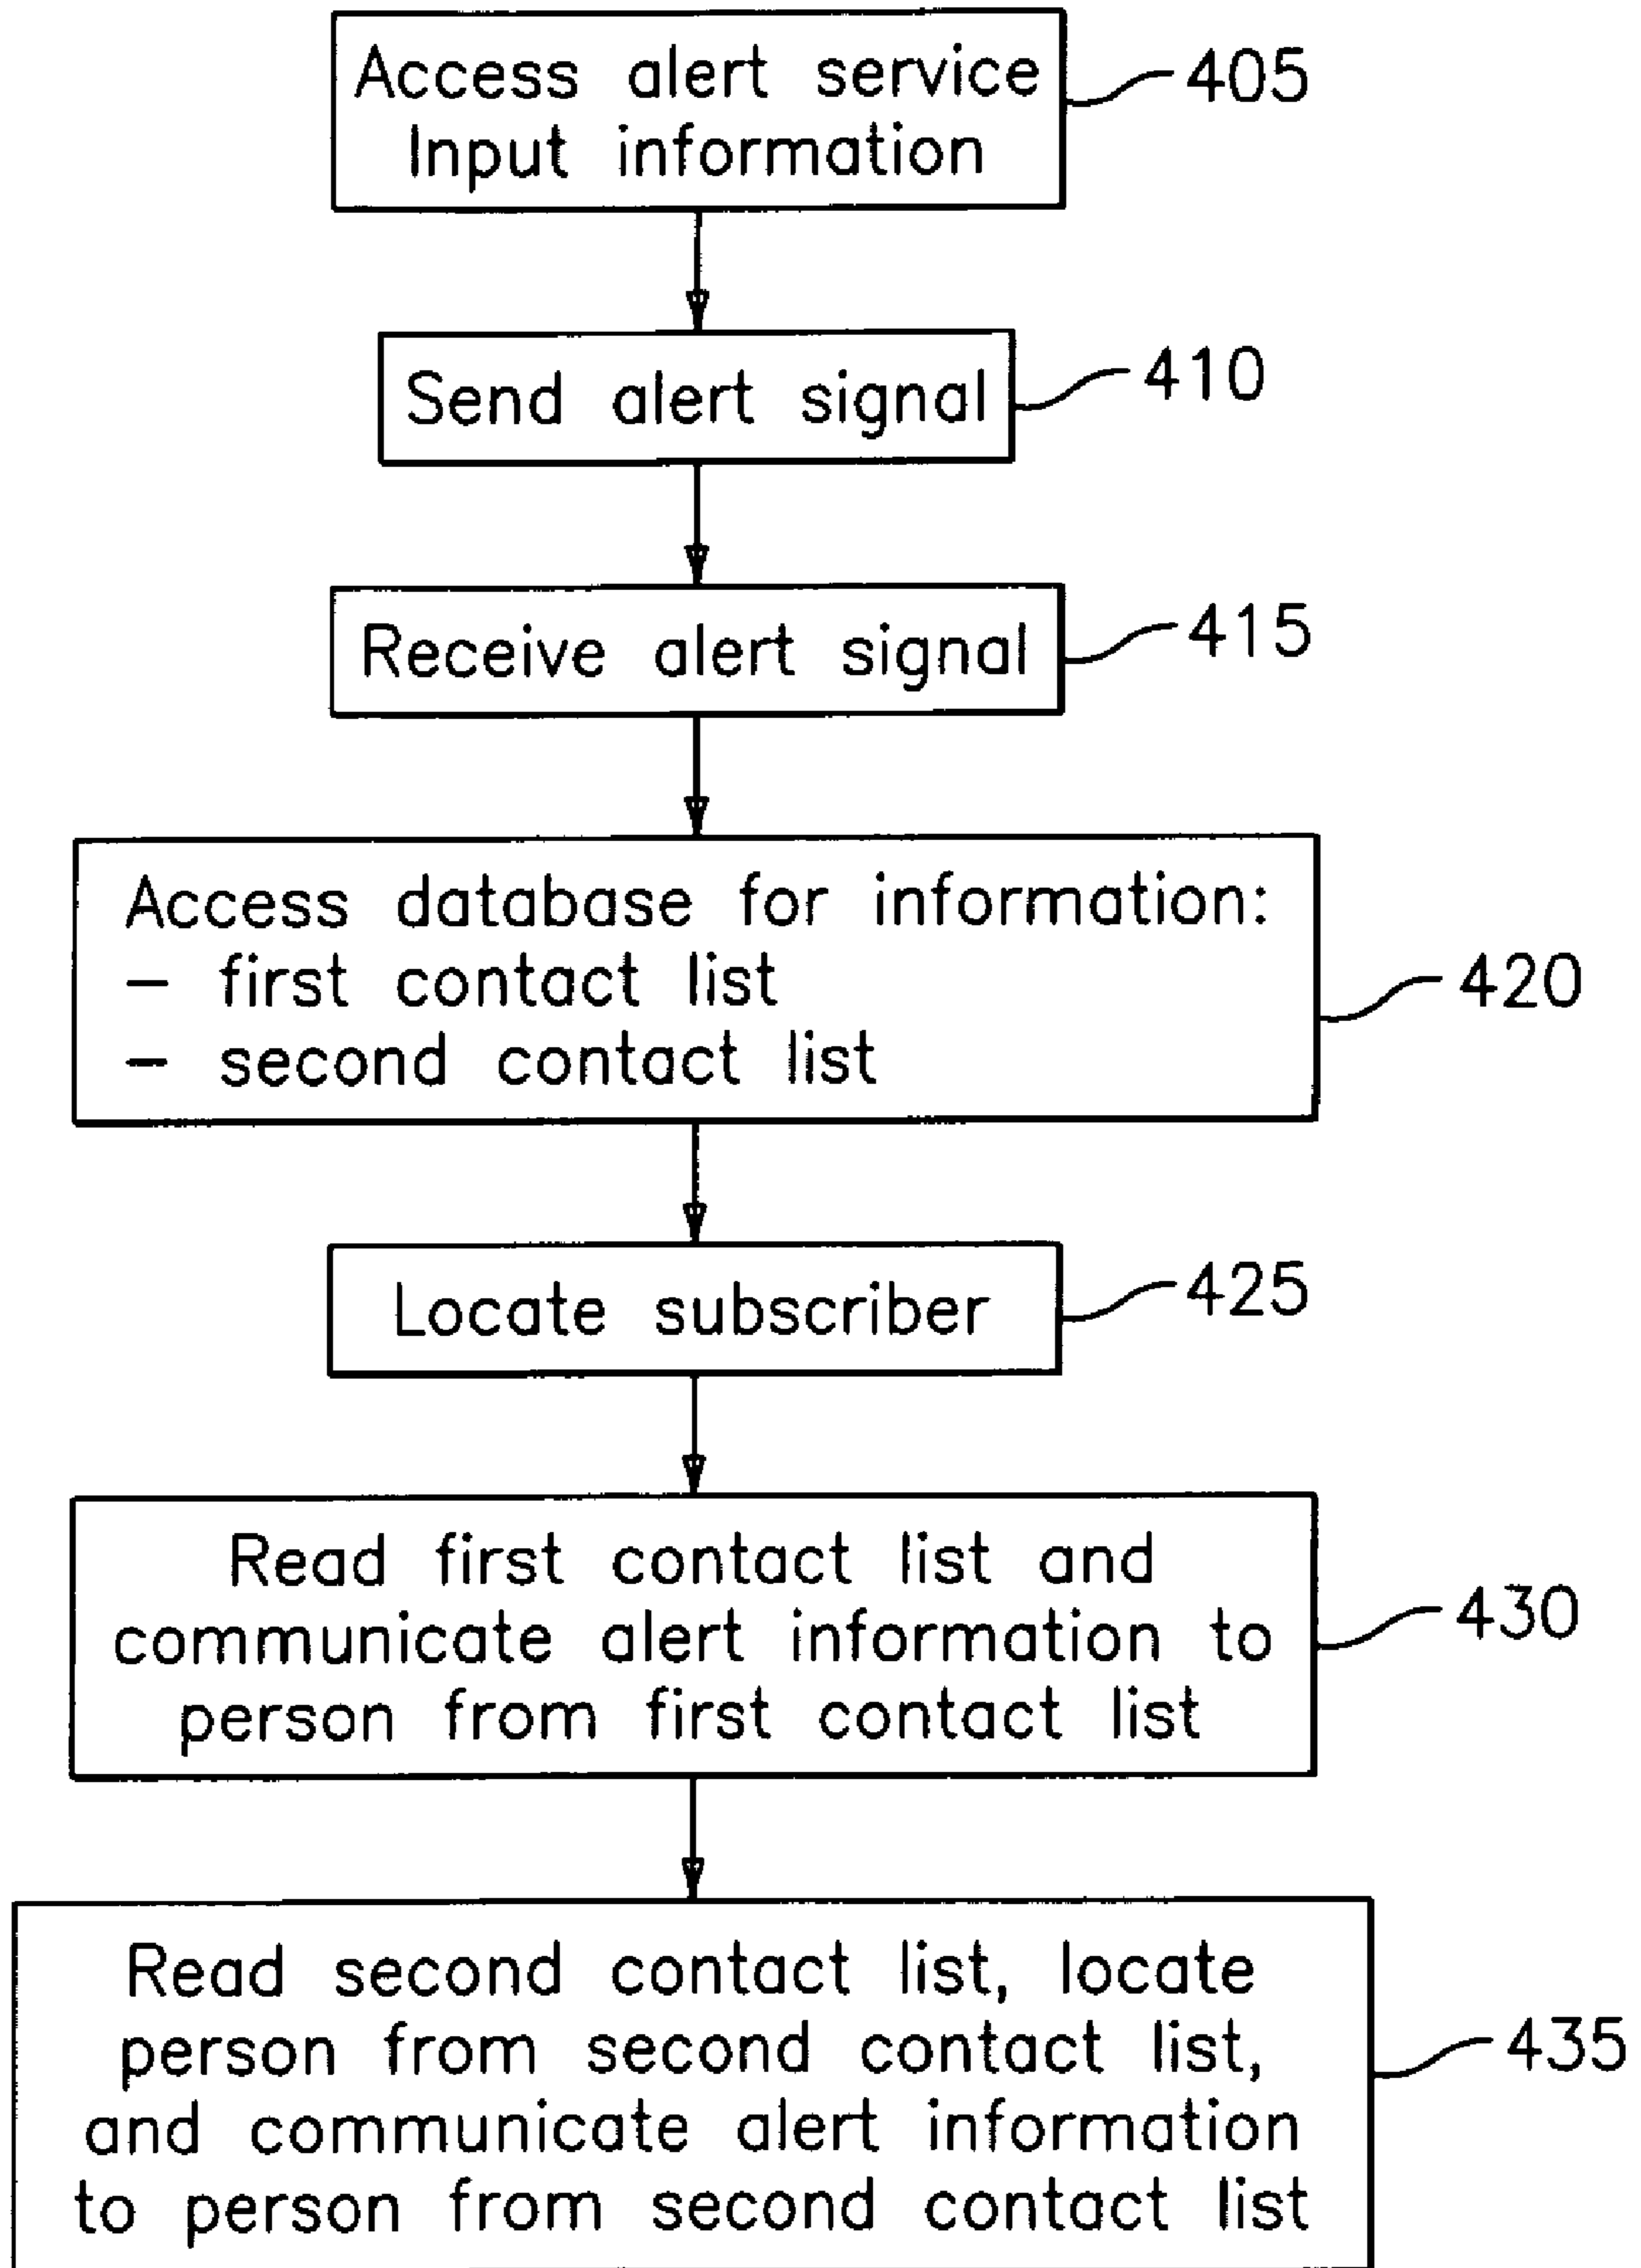 Access alert service
Input information
405
Send alert signal
410
Receive alert signal
415
Access database for information:
– first contact list
– second contact list
420
Locate subscriber
425
Read first contact list and
communicate alert information to
person from first contact list
430
Read second contact list, locate
person from second contact list,
and communicate alert information
to person from second contact list
435